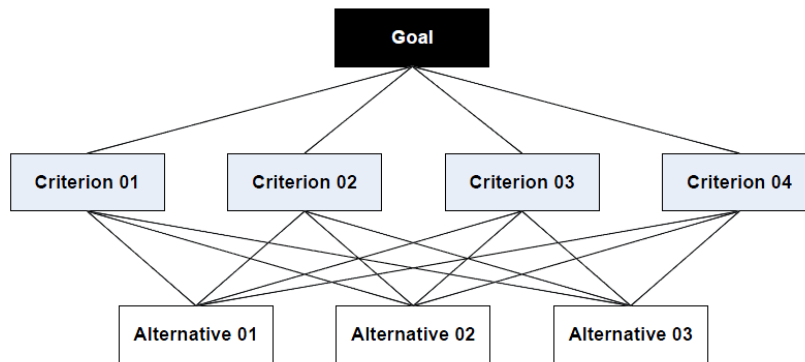 Goal
Criterion 01
Criterion 02
Criterion 03
Criterion 04
Alternative 01
Alternative 02
Alternative 03